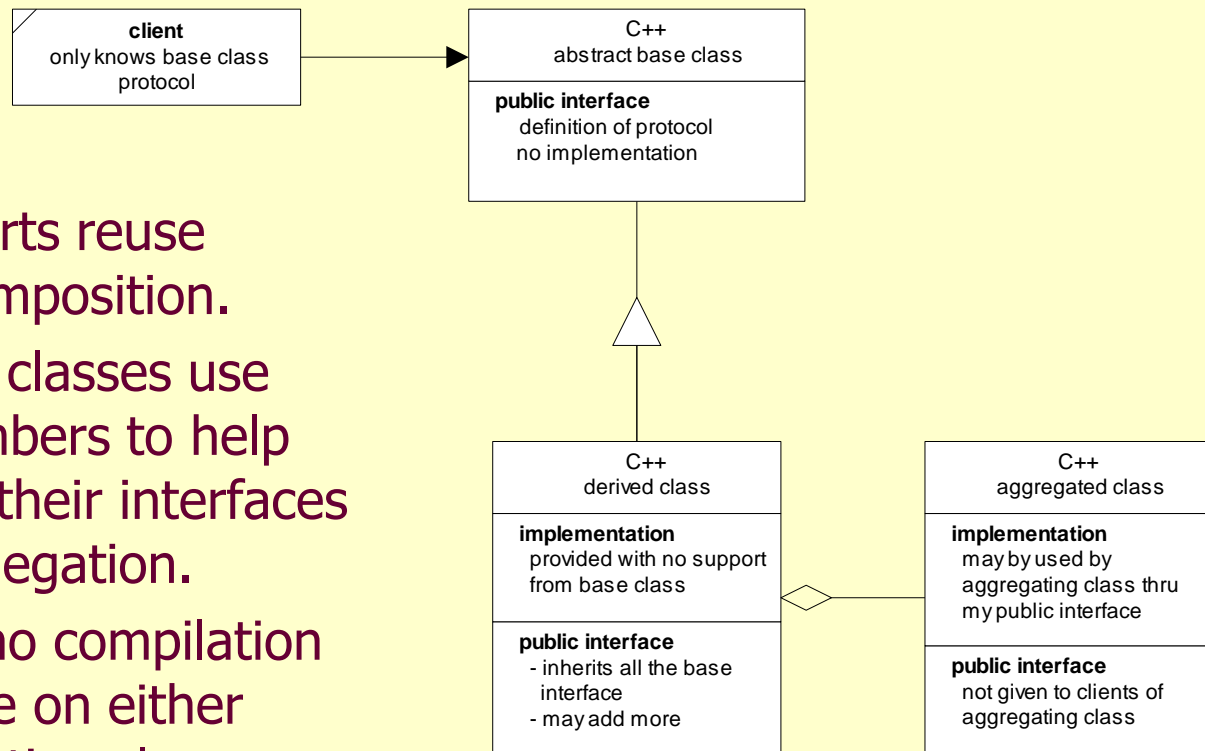 client
only knows base class
protocol
C++
abstract base class
public interface
definition of protocol
no implementation
rts reuse
mposition.
classes use
nbers to help
their interfaces
egation.
no compilation
e on either
C++
derived class
implementation
provided with no support
from base class
public interface
- inherits all the base
interface
- may add more
C++
aggregated class
implementation
may by used by
aggregating class thru
my public interface
public interface
not given to clients of
aggregating class